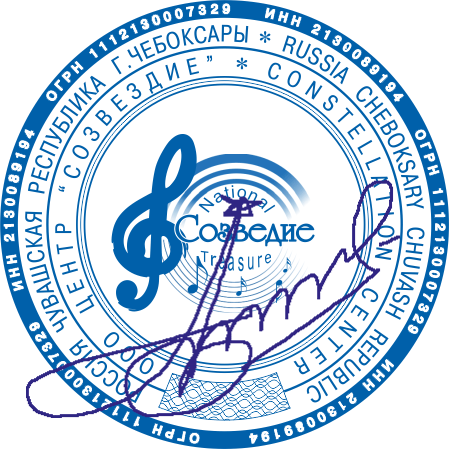 ОГРН 1112130007329 ИНН 2130089194 ОГРН 1112130007329 ИНН 2130089194 ОГРН 1112130007329 ИНН 2130089194
РОССИЯ ЧУВАШСКАЯ РЕСПУБЛИКА Г.ЧЕБОКСАРЫ * RUSSIA CHEBOKSARY CHUVASH REPUBLIC
ООО ЦЕНТР “СОЗВЕЗДИЕ” * CONSTELLATION CENTER
National
Созведие
Treasure